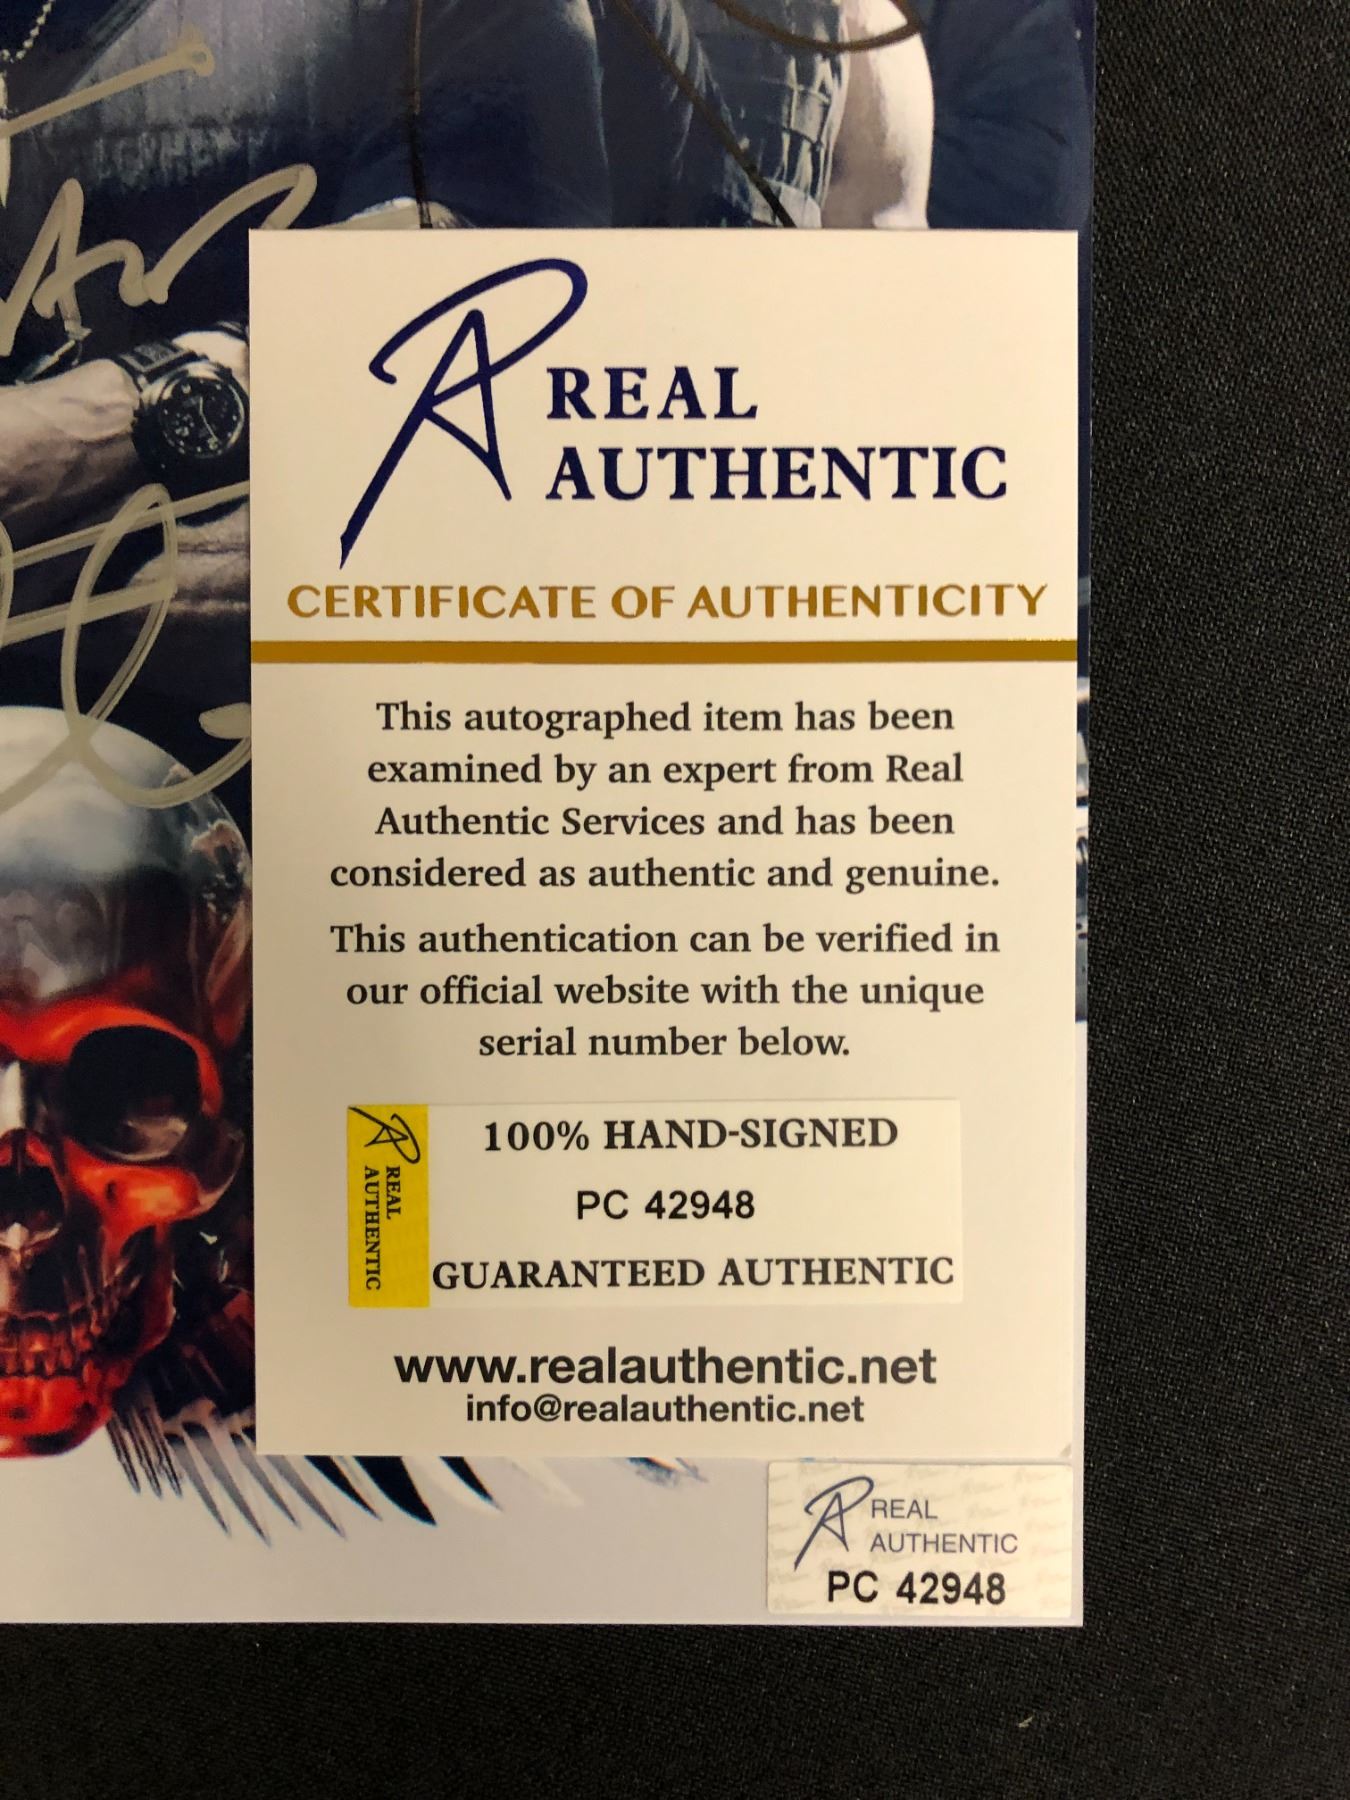 REAL
AUTHENTIC
CERTIFICATE OF AUTHENTICITY
This autographed item has been
examined by an expert from Real
Authentic Services and has been
considered as authentic and genuine.
This authentication can be verified in
our official website with the unique
serial number below.
REAL
AUTHENTIC
100% HAND-SIGNED
PC 42948
GUARANTEED AUTHENTIC
www.realauthentic.net
info@realauthentic.net
REAL
AUTHENTIC
PC 42948